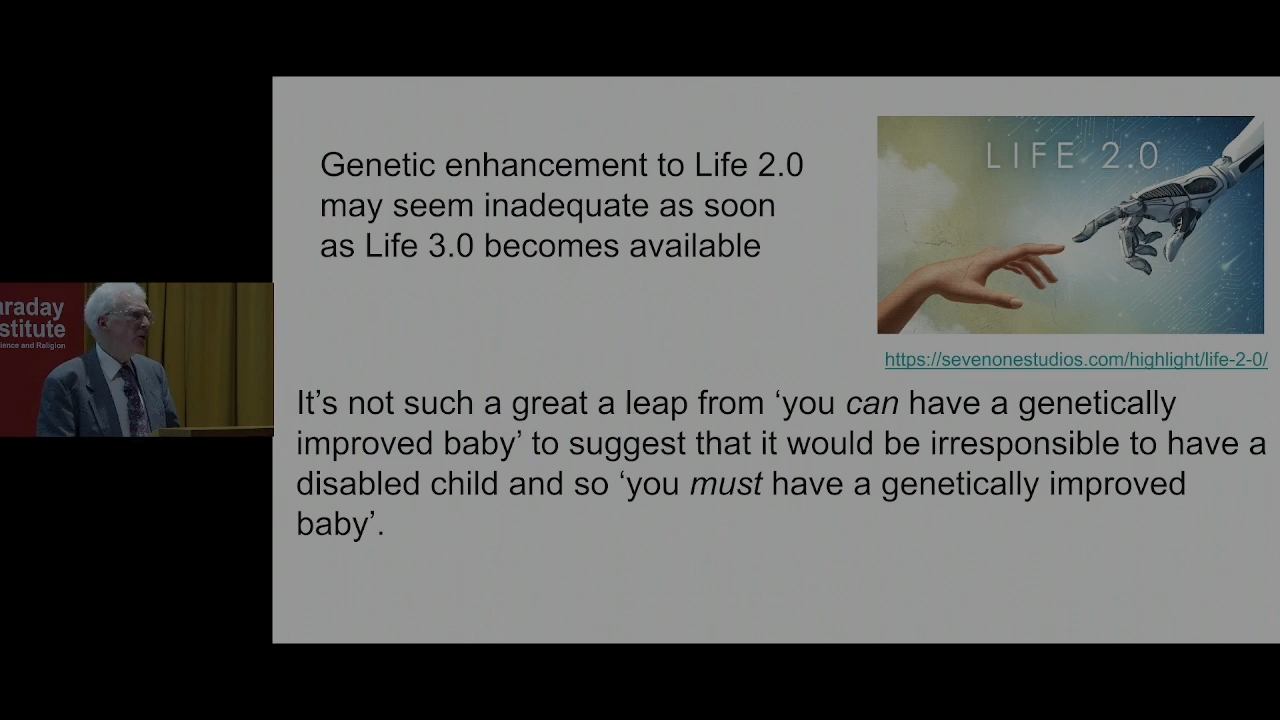 Genetic enhancement to Life 2.0
may seem inadequate as soon
as Life 3.0 becomes available
LIFE 2.0
https://sevenonestudios.com/highlight/life-2-0/
It’s not such a great a leap from ‘you can have a genetically
improved baby’ to suggest that it would be irresponsible to have a
disabled child and so ‘you must have a genetically improved
baby’.
araday
stitute
ience and Religion